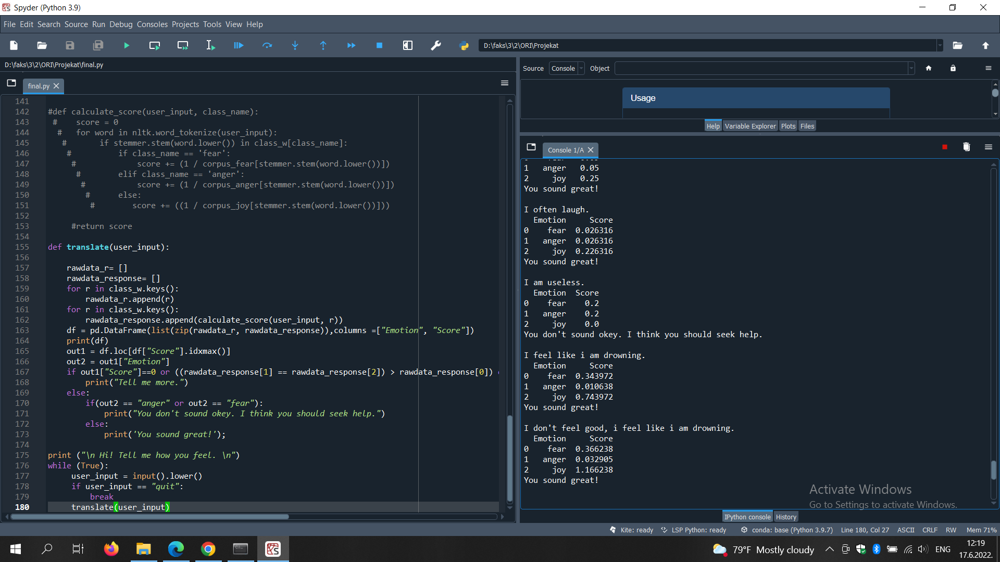 Spyder (Python 3.9)
File Edit Search Source Run Debug Consoles Projects Tools View Help
D:\faks\3\2\ORI\Projekat
D:\faks\3\2\ORI\Projekat\final.py
final.py
141
142 #def calculate_score(user_input, class_name):
143 #    score = 0
144 #   for word in nltk.word_tokenize(user_input):
145 #       if stemmer.stem(word.lower()) in class_w[class_name]:
146 #          if class_name == 'fear':
147 #             score += (1 / corpus_fear[stemmer.stem(word.lower())])
148 #        elif class_name == 'anger':
149 #           score += (1 / corpus_anger[stemmer.stem(word.lower())])
150 #      else:
151 #        score += ((1 / corpus_joy[stemmer.stem(word.lower())]))
152
153 #return score
154
155 def translate(user_input):
156
157 rawdata_r= []
158 rawdata_response= []
159 for r in class_w.keys():
160 rawdata_r.append(r)
161 for r in class_w.keys():
162 rawdata_response.append(calculate_score(user_input, r))
163 df = pd.DataFrame(list(zip(rawdata_r, rawdata_response)),columns =["Emotion", "Score"])
164 print(df)
165 out1 = df.loc[df["Score"].idxmax()]
166 out2 = out1["Emotion"]
167 if out1["Score"]==0 or ((rawdata_response[1] == rawdata_response[2]) > rawdata_response[0])
168 print("Tell me more.")
169 else:
170 if(out2 == "anger" or out2 == "fear"):
171 print("You don't sound okey. I think you should seek help.")
172 else:
173 print('You sound great!');
174
175 print ("\n Hi! Tell me how you feel. \n")
176 while (True):
177 user_input = input().lower()
178 if user_input == "quit":
179 break
180 translate(user_input)
Source Console Object
Usage
Help Variable Explorer Plots Files
Console 1/A
1 anger 0.05
2 joy 0.25
You sound great!
I often laugh.
Emotion Score
0 fear 0.026316
1 anger 0.026316
2 joy 0.226316
You sound great!
I am useless.
Emotion Score
0 fear 0.2
1 anger 0.2
2 joy 0.0
You don't sound okey. I think you should seek help.
I feel like i am drowning.
Emotion Score
0 fear 0.343972
1 anger 0.010638
2 joy 0.743972
You sound great!
I don't feel good, i feel like i am drowning.
Emotion Score
0 fear 0.366238
1 anger 0.032905
2 joy 1.166238
You sound great!
Activate Windows
Go to Settings to activate Windows.
IPython console History
Kite: ready LSP Python: ready conda: base (Python 3.9.7) Line 180, Col 27 ASCII CRLF RW Mem 71%
79°F Mostly cloudy ENG 12:19
17.6.2022.